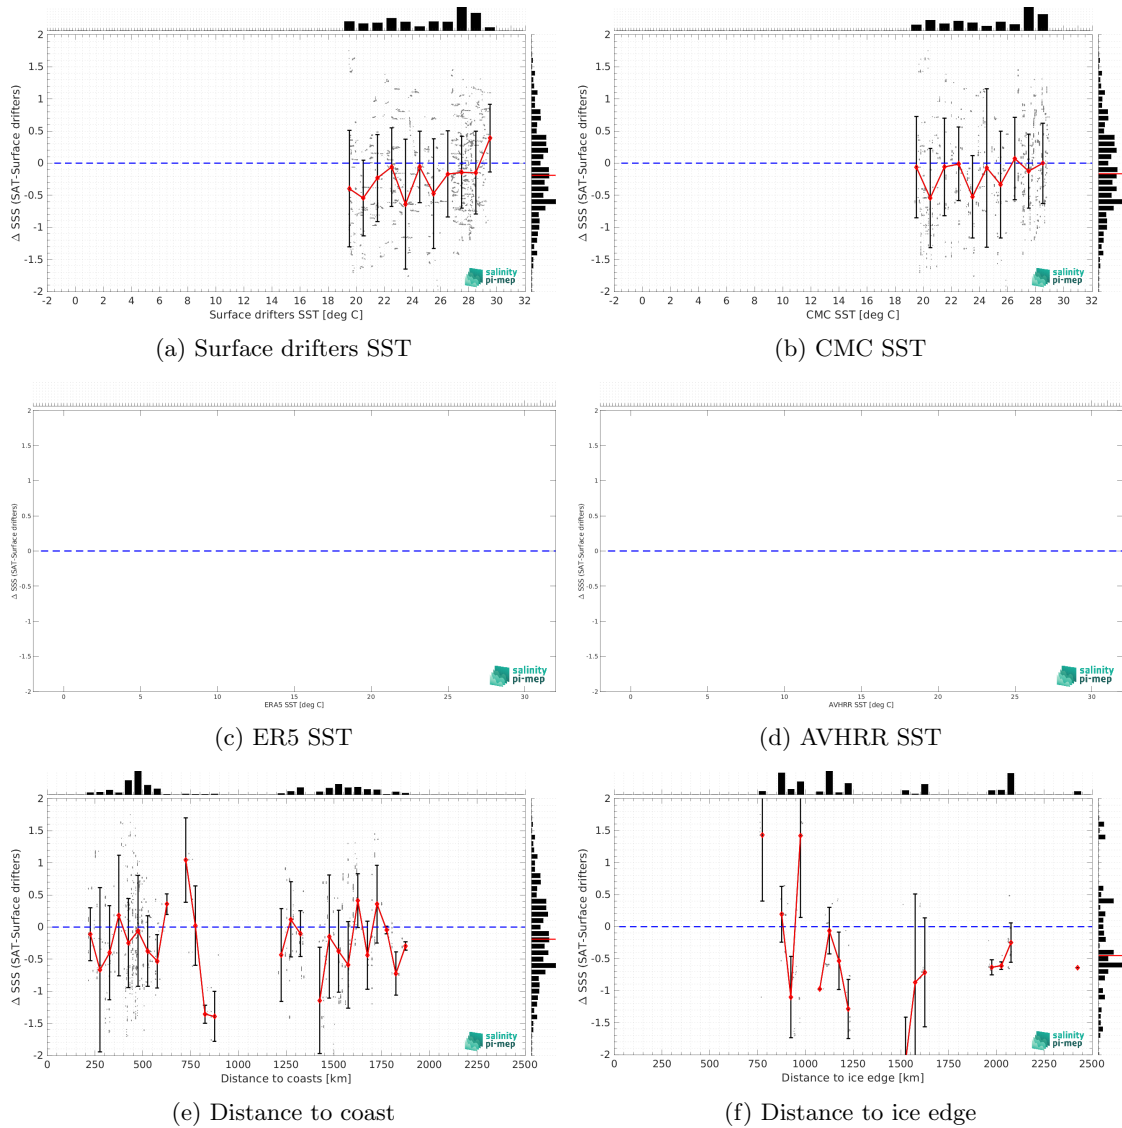 2
1.5
1
0.5
0
-0.5
-1
-1.5
-2
Δ SSS (SAT-Surface drifters)
-2 0 2 4 6 8 10 12 14 16 18 20 22 24 26 28 30 32
Surface drifters SST [deg C]
salinity
pi-mep
(a) Surface drifters SST
2
1.5
1
0.5
0
-0.5
-1
-1.5
-2
Δ SSS (SAT-Surface drifters)
-2 0 2 4 6 8 10 12 14 16 18 20 22 24 26 28 30 32
CMC SST [deg C]
salinity
pi-mep
(b) CMC SST
2
1.5
1
0.5
0
-0.5
-1
-1.5
-2
Δ SSS (SAT-Surface drifters)
0 5 10 15 20 25 30
ERA5 SST [deg C]
salinity
pi-mep
(c) ER5 SST
2
1.5
1
0.5
0
-0.5
-1
-1.5
-2
Δ SSS (SAT-Surface drifters)
0 5 10 15 20 25 30
AVHRR SST [deg C]
salinity
pi-mep
(d) AVHRR SST
2
1.5
1
0.5
0
-0.5
-1
-1.5
-2
Δ SSS (SAT-Surface drifters)
0 250 500 750 1000 1250 1500 1750 2000 2250 2500
Distance to coasts [km]
salinity
pi-mep
(e) Distance to coast
2
1.5
1
0.5
0
-0.5
-1
-1.5
-2
Δ SSS (SAT-Surface drifters)
0 250 500 750 1000 1250 1500 1750 2000 2250 2500
Distance to ice edge [km]
salinity
pi-mep
(f) Distance to ice edge